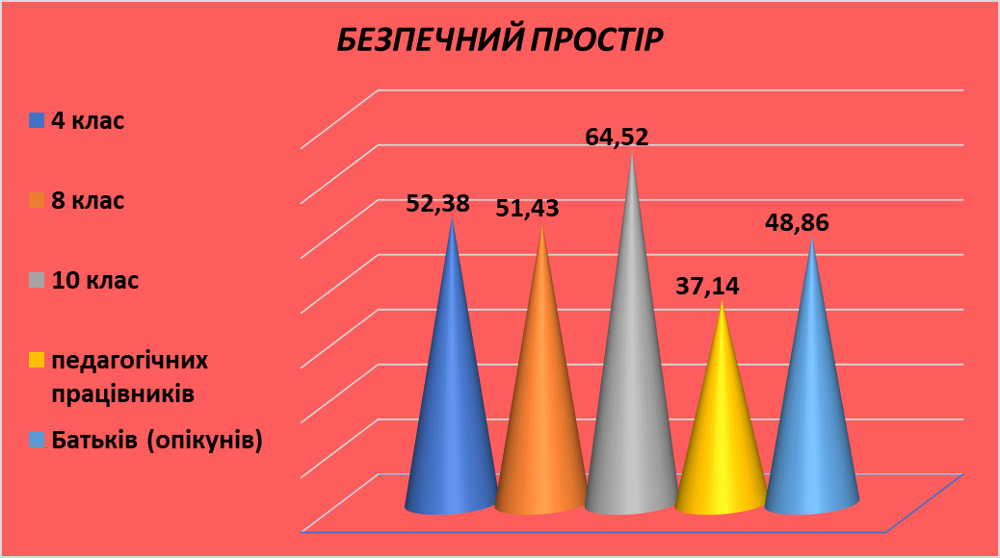 БЕЗПЕЧНИЙ ПРОСТІР
4 клас
8 клас
10 клас
педагогічних
працівників
Батьків (опікунів)
52,38
51,43
64,52
37,14
48,86